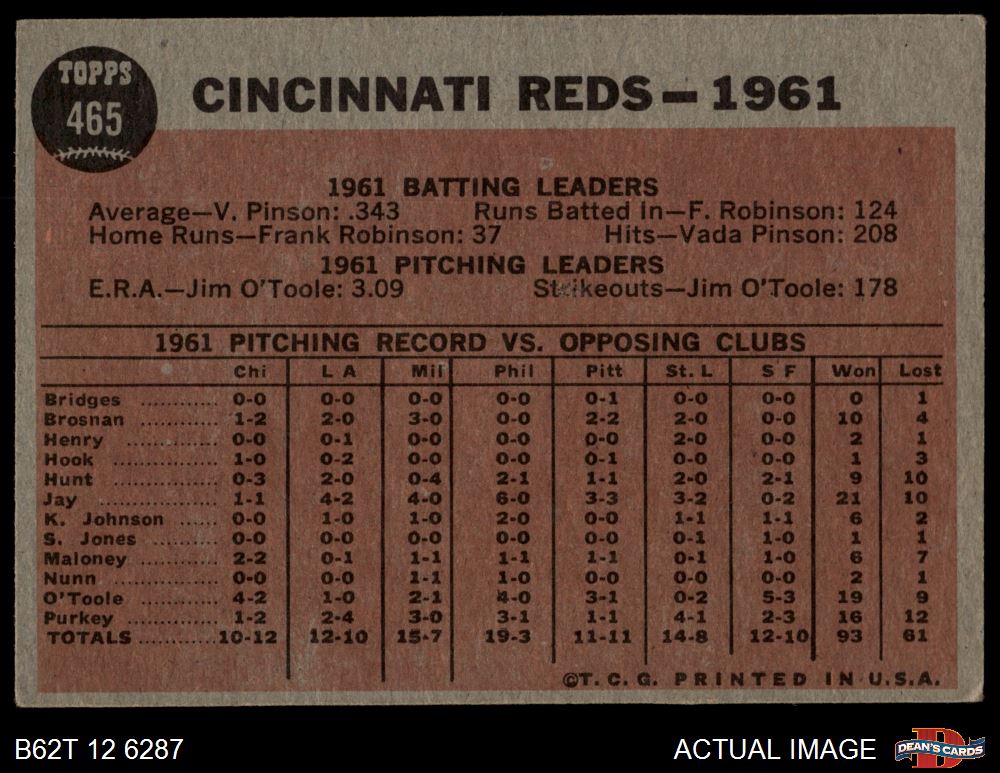 TOPPS
465
CINCINNATI REDS—1961
1961 BATTING LEADERS
Average—V. Pinson: .343 Runs Batted In—F. Robinson: 124
Home Runs—Frank Robinson: 37 Hits—Vada Pinson: 208
1961 PITCHING LEADERS
E.R.A.—Jim O'Toole: 3.09 Strikeouts—Jim O'Toole: 178
1961 PITCHING RECORD VS. OPPOSING CLUBS
Chi L A Mil Phil Pitt St. L S F Won Lost
Bridges ............ 0-0 0-0 0-0 0-0 0-1 0-0 0-0 0 1
Brosnan ............ 1-2 2-0 3-0 0-0 2-2 2-0 0-0 10 4
Henry ............ 0-0 0-1 0-0 0-0 0-0 2-0 0-0 2 1
Hook ............ 1-0 0-2 0-0 0-0 0-1 0-0 0-0 1 3
Hunt ............ 0-3 2-0 0-4 2-1 1-1 2-0 2-1 9 10
Jay ............ 1-1 4-2 4-0 6-0 3-3 3-2 0-2 21 10
K. Johnson ...... 0-0 1-0 1-0 2-0 0-0 1-1 1-1 6 2
S. Jones .......... 0-0 0-0 0-0 0-0 0-0 0-1 1-0 1 1
Maloney ............ 2-2 0-1 1-1 1-1 1-1 0-1 1-0 6 7
Nunn ............ 0-0 0-0 1-1 1-0 0-0 0-0 0-0 2 1
O'Toole ............ 4-2 1-0 2-1 4-0 3-1 0-2 5-3 19 9
Purkey ............ 1-2 2-4 3-0 3-1 1-1 4-1 2-3 16 12
TOTALS ............ 10-12 12-10 15-7 19-3 11-11 14-8 12-10 93 61
©T. C. G. PRINTED IN U.S.A.
B62T 12 6287 ACTUAL IMAGE
D
DEAN'S CARDS